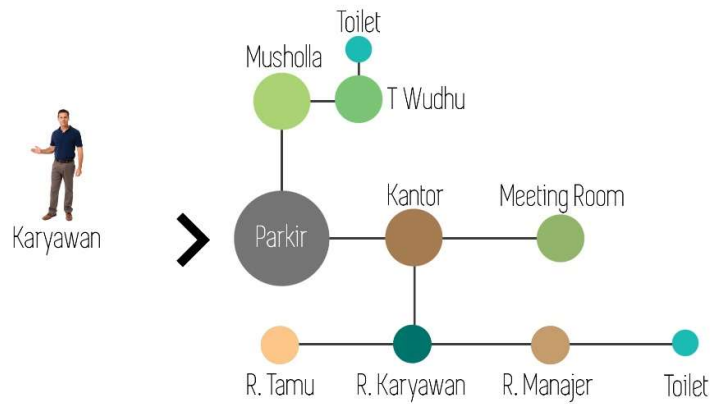 Toilet
Musholla
T Wudhu
Kantor
Meeting Room
Parkir
Karyawan
R. Tamu
R. Karyawan
R. Manajer
Toilet